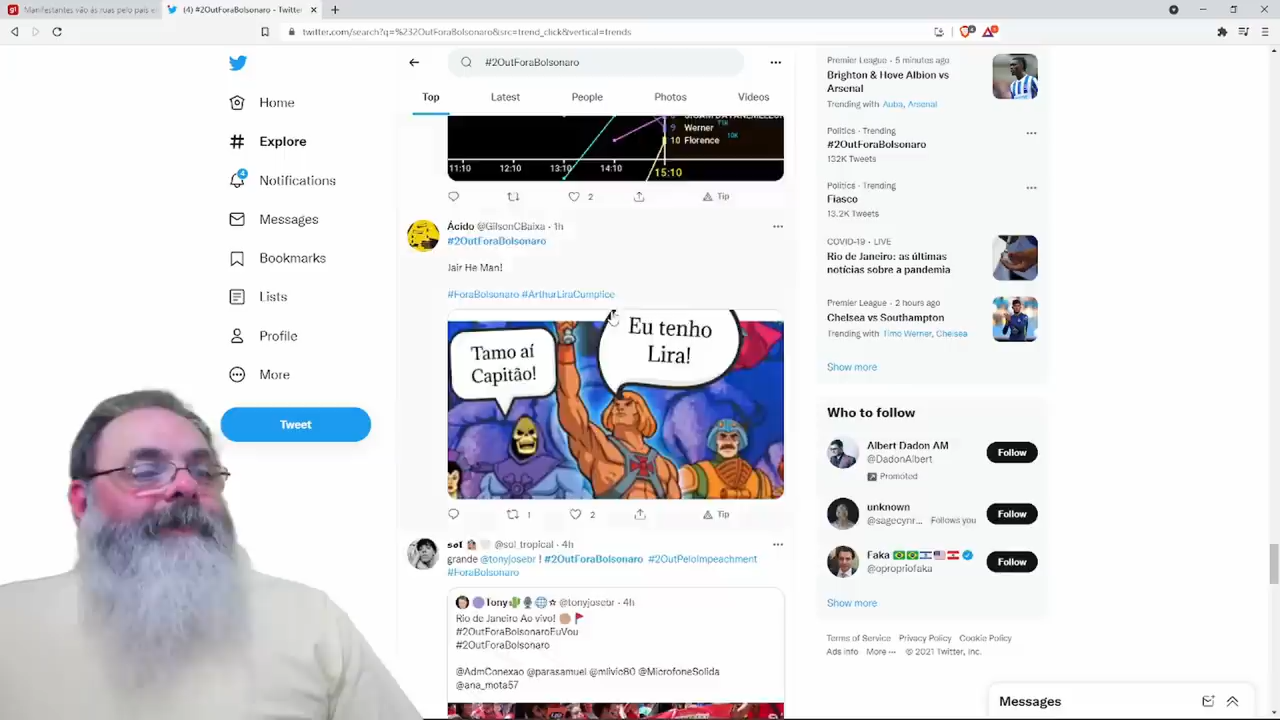 Manifestantes vão às ruas pelo país e
(4) #2OutForaBolsonaro - Twitter
twitter.com/search?q=%232OutForaBolsonaro&src=trend_click&vertical=trends
#2OutForaBolsonaro
Top Latest People Photos Videos
Home
Explore
Notifications
Messages
Bookmarks
Lists
Profile
More
Tweet
9 Werner
10 Florence 10K
11:10 12:10 13:10 14:10 15:10
2 Tip
Ácido @GilsonCBaixa · 1h
#2OutForaBolsonaro
Jair He Man!
#ForaBolsonaro #ArthurLiraCumplice
Tamo aí
Capitão!
Eu tenho
Lira!
1 2 Tip
sol @sol_tropical · 4h
grande @tonyjosebr ! #2OutForaBolsonaro #2OutPeloImpeachment
#ForaBolsonaro
Tony @tonyjosebr · 4h
Rio de Janeiro Ao vivo!
#2OutForaBolsonaroEuVou
#2OutForaBolsonaro
@AdmConexao @parasamuel @mlivio80 @MicrofoneSolida
@ana_mota57
Premier League · 5 minutes ago
Brighton & Hove Albion vs
Arsenal
Trending with Auba, Arsenal
Politics · Trending
#2OutForaBolsonaro
132K Tweets
Politics · Trending
Fiasco
13.2K Tweets
COVID-19 · LIVE
Rio de Janeiro: as últimas
notícias sobre a pandemia
Premier League · 2 hours ago
Chelsea vs Southampton
Trending with Timo Werner, Chelsea
Show more
Who to follow
Albert Dadon AM
@DadonAlbert
Promoted
Follow
unknown
@sagecynr... Follows you
Follow
Faka
@opropriofaka
Follow
Show more
Terms of Service Privacy Policy Cookie Policy
Ads info More ··· © 2021 Twitter, Inc.
Messages